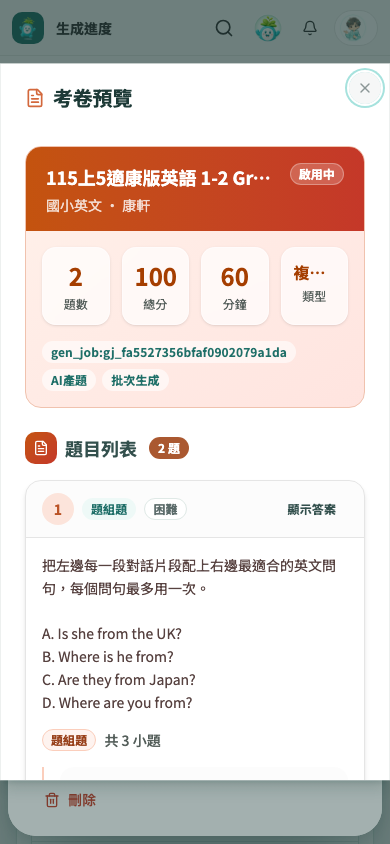 生成進度
考卷預覽
115上5適康版英語 1-2 Gr…
啟用中
國小英文 • 康軒
2
題數
100
總分
60
分鐘
複…
類型
gen_job:gj_fa5527356bfaf0902079a1da
AI產題
批次生成
題目列表
2 題
1
題組題
困難
顯示答案
把左邊每一段對話片段配上右邊最適合的英文問
句，每個問句最多用一次。
A. Is she from the UK?
B. Where is he from?
C. Are they from Japan?
D. Where are you from?
題組題
共 3 小題
刪除